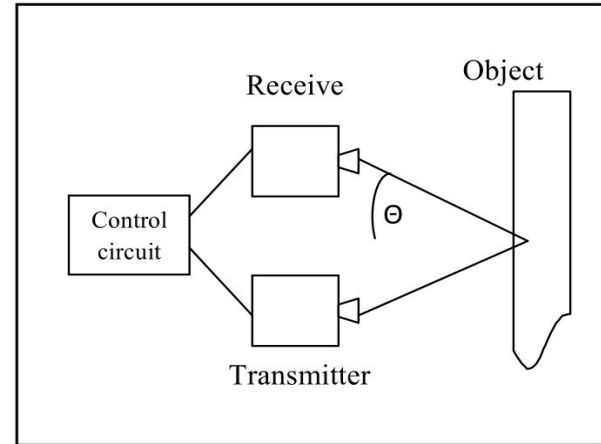 Receive
Object
Control
circuit
Θ
Transmitter